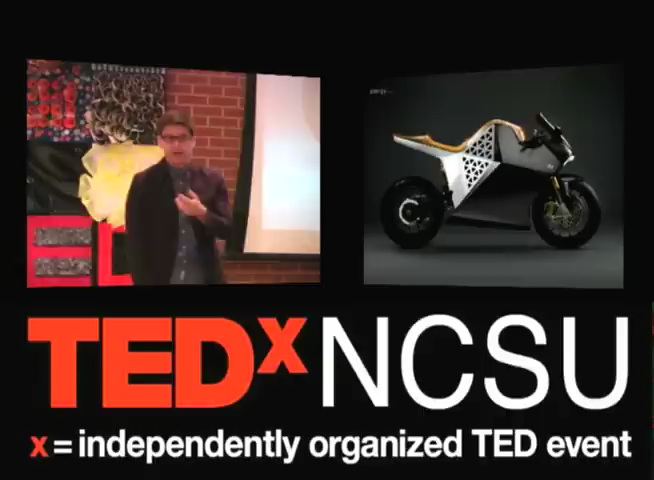 TEDx NCSU
x = independently organized TED event